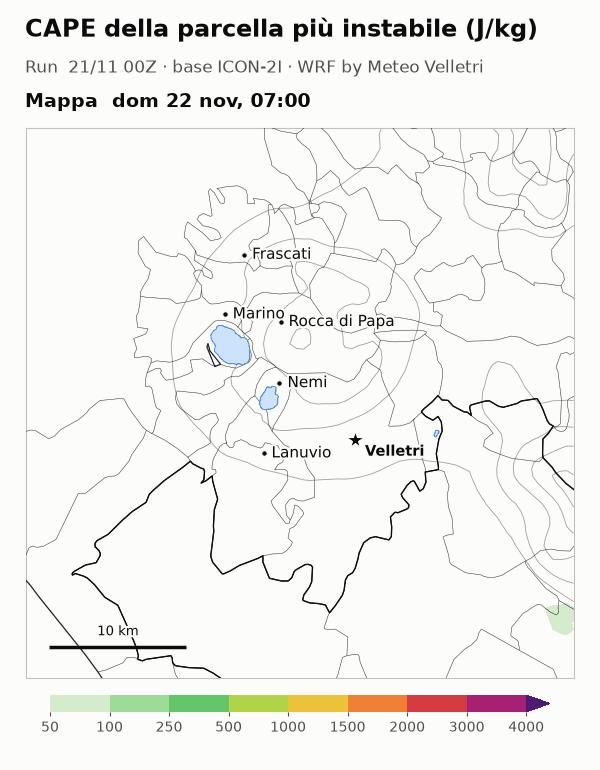 CAPE della parcella più instabile (J/kg)
Run  21/11 00Z · base ICON-2I · WRF by Meteo Velletri
Mappa  dom 22 nov, 07:00
Frascati
Marino
Rocca di Papa
Nemi
Velletri
Lanuvio
10 km
50 100 250 500 1000 1500 2000 3000 4000